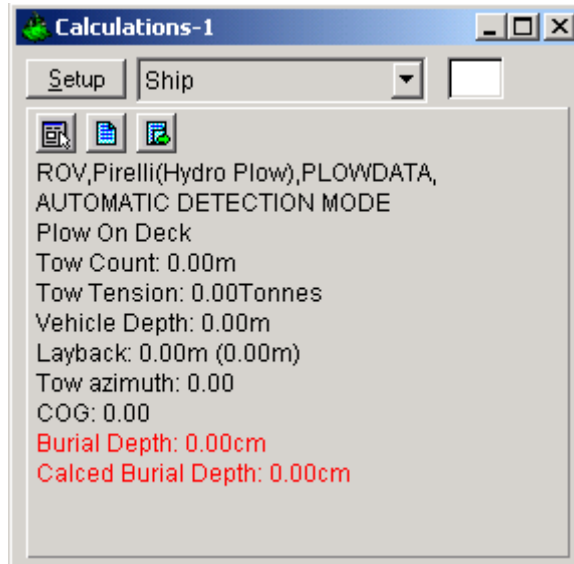 Calculations-1
Setup Ship
ROV,Pirelli(Hydro Plow),PLOWDATA,
AUTOMATIC DETECTION MODE
Plow On Deck
Tow Count: 0.00m
Tow Tension: 0.00Tonnes
Vehicle Depth: 0.00m
Layback: 0.00m (0.00m)
Tow azimuth: 0.00
COG: 0.00
Burial Depth: 0.00cm
Calced Burial Depth: 0.00cm